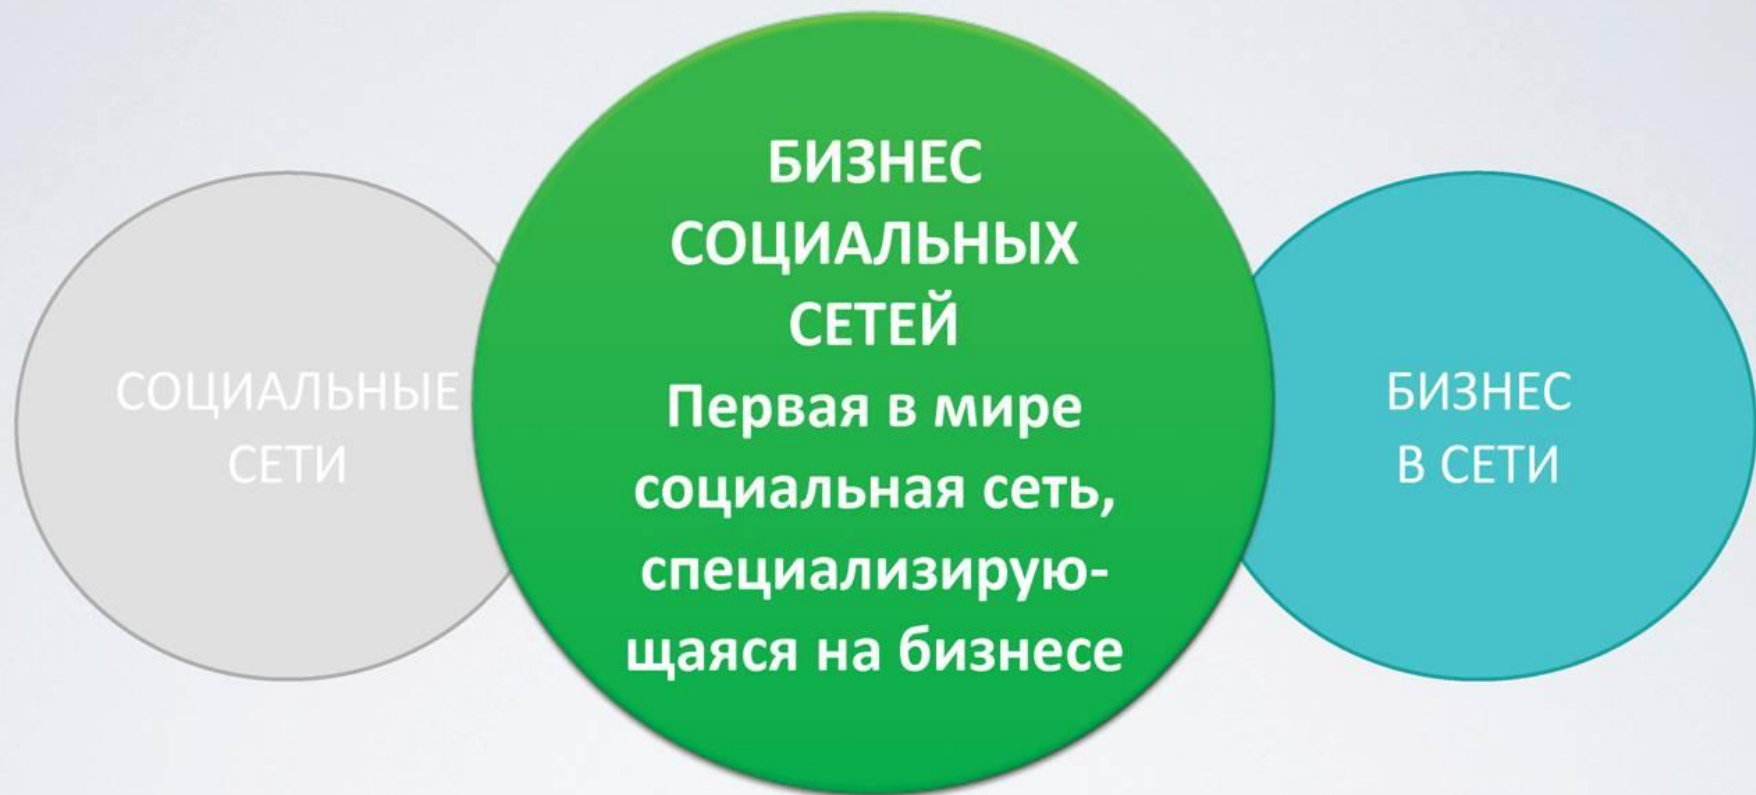 СОЦИАЛЬНЫЕ
СЕТИ
БИЗНЕС
СОЦИАЛЬНЫХ
СЕТЕЙ
Первая в мире
социальная сеть,
специализирую-
щаяся на бизнесе
БИЗНЕС
В СЕТИ